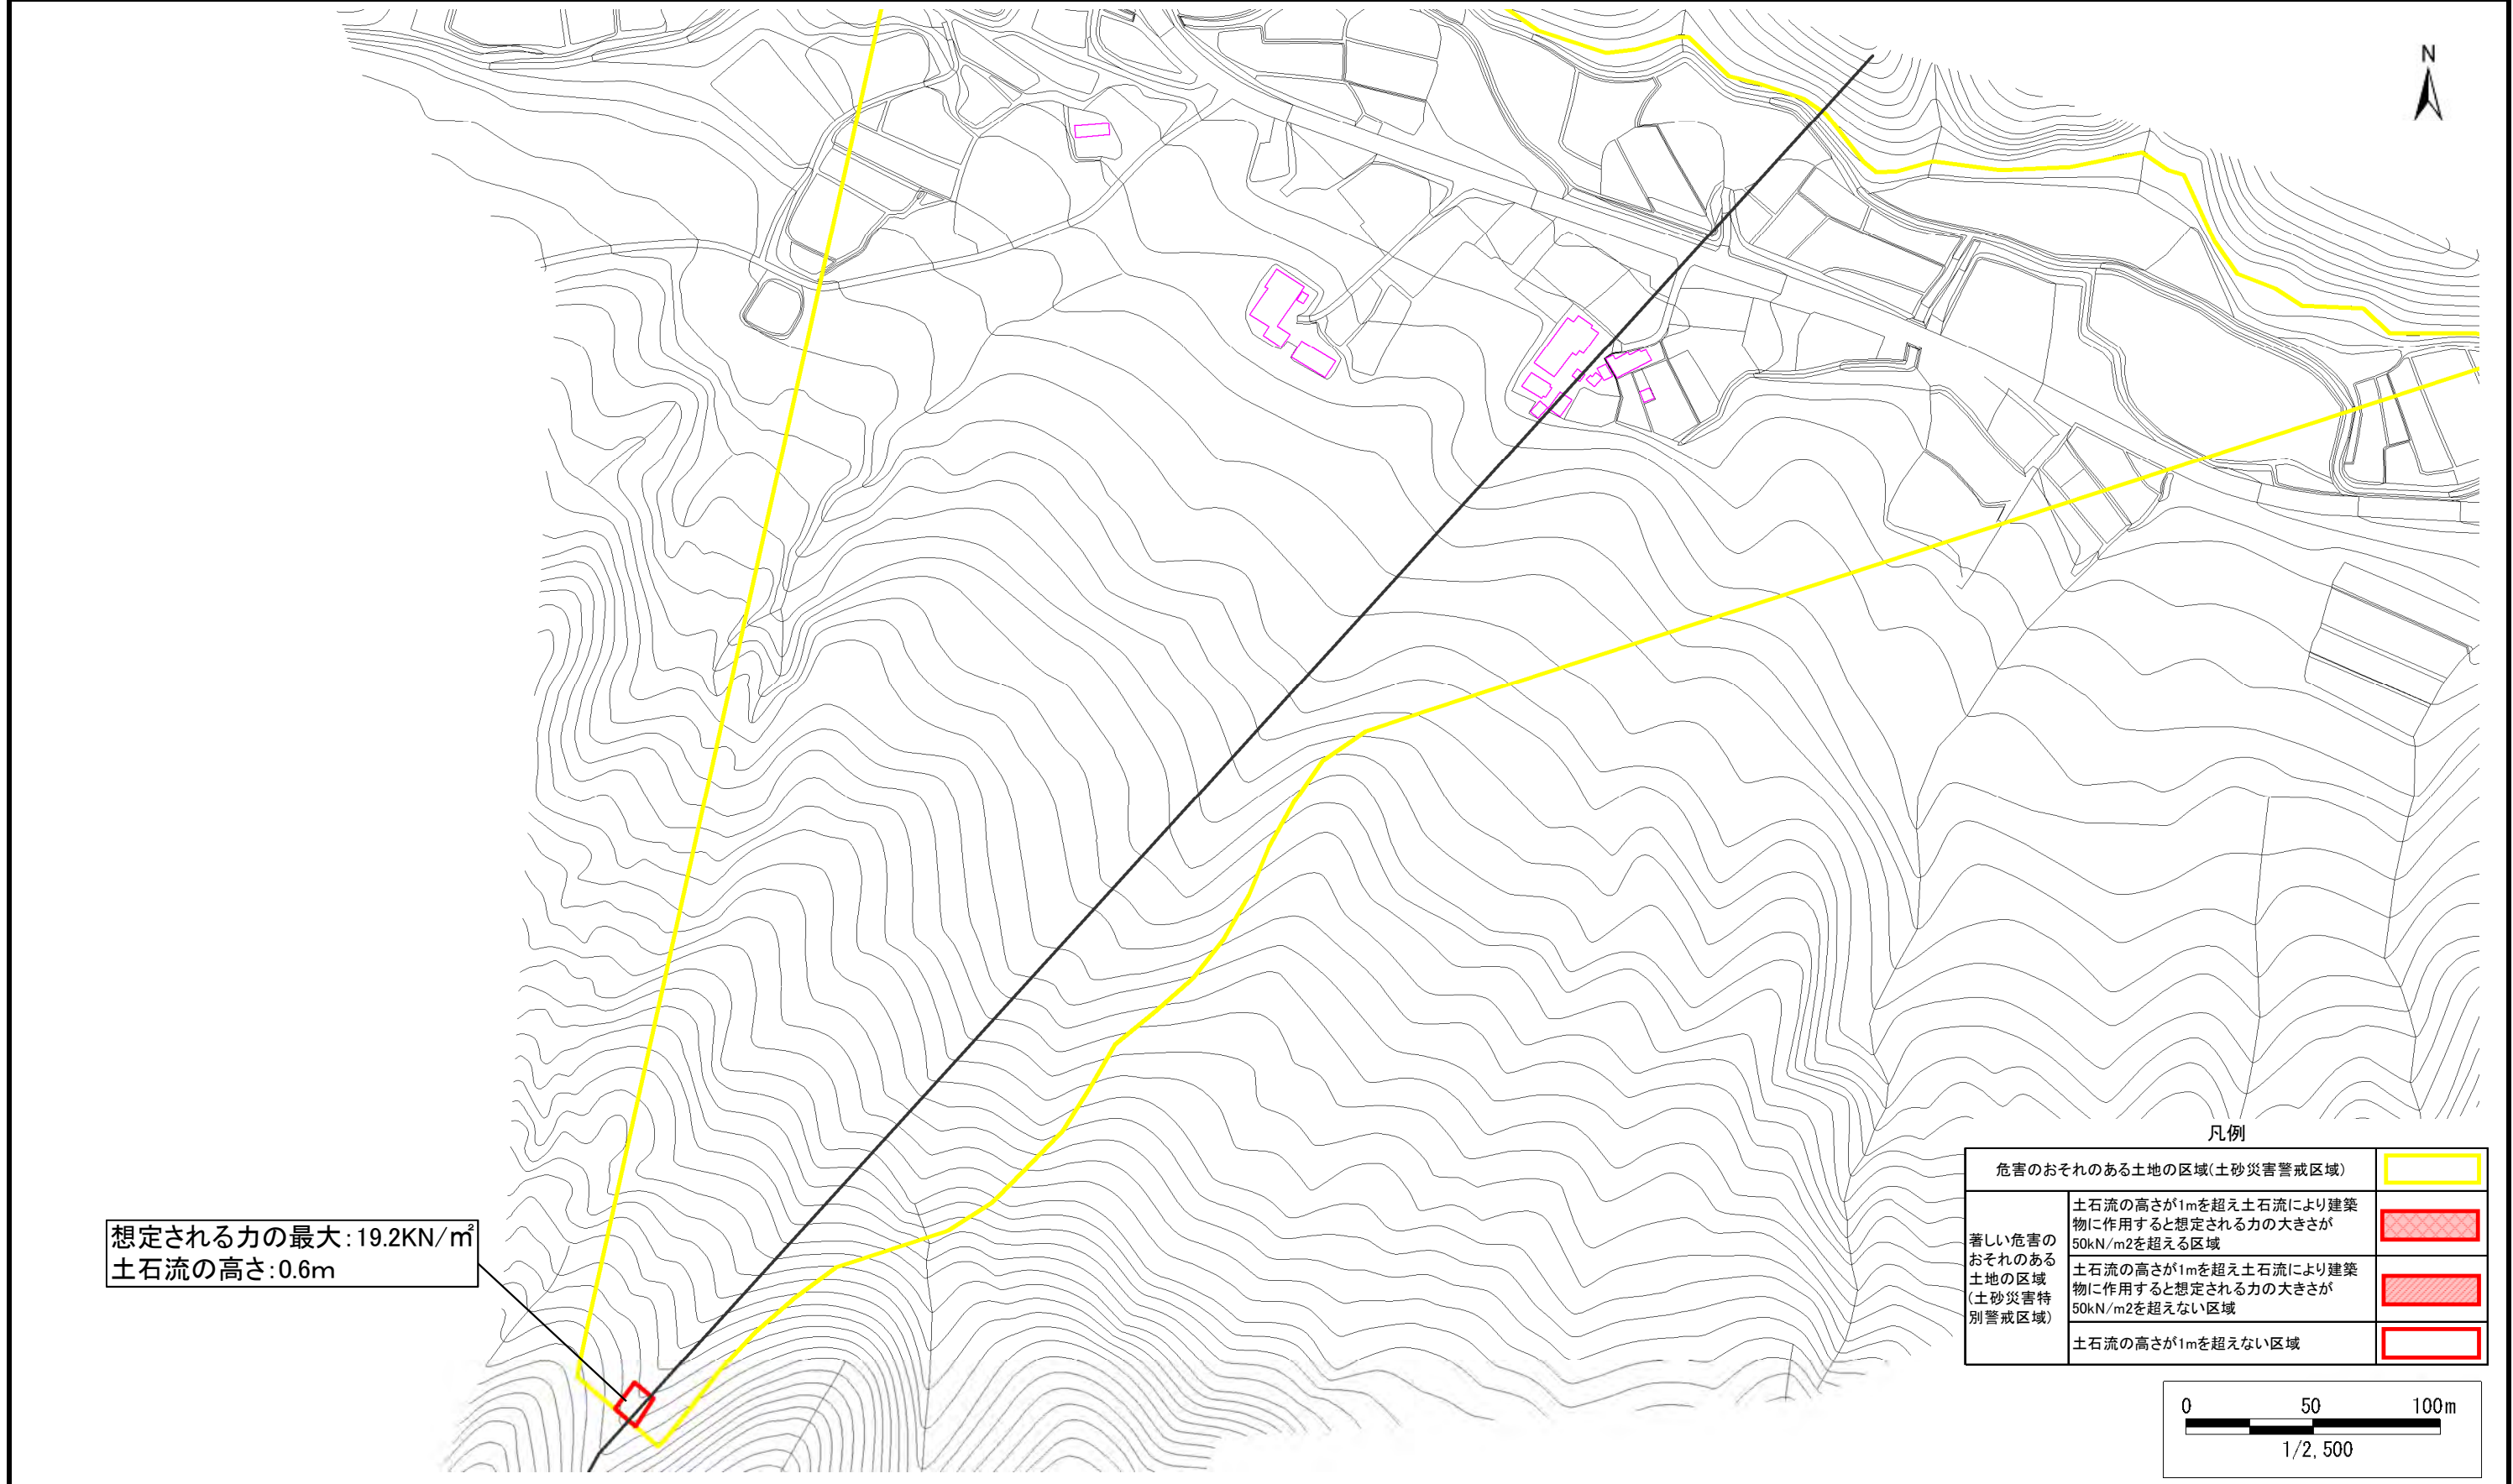 N
想定される力の最大：19.2KN/㎡
土石流の高さ：0.6m
凡例
危害のおそれのある土地の区域(土砂災害警戒区域)
著しい危害の
おそれのある
土地の区域
(土砂災害特
別警戒区域)
土石流の高さが1mを超え土石流により建築
物に作用すると想定される力の大きさが
50kN/m2を超える区域
土石流の高さが1mを超え土石流により建築
物に作用すると想定される力の大きさが
50kN/m2を超えない区域
土石流の高さが1mを超えない区域
0 50 100m
1/2,500